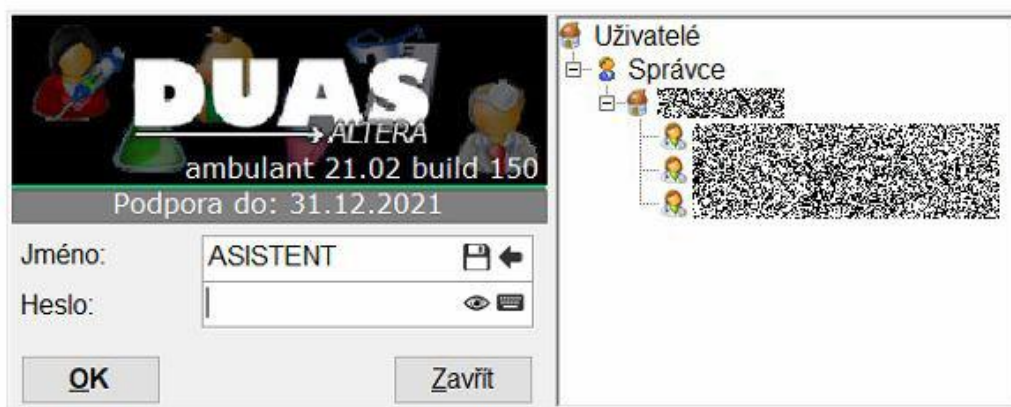 DUAS
ALTERA
ambulant 21.02 build 150
Podpora do: 31.12.2021
Jméno: ASISTENT
Heslo:
OK Zavřít
Uživatelé
Správce